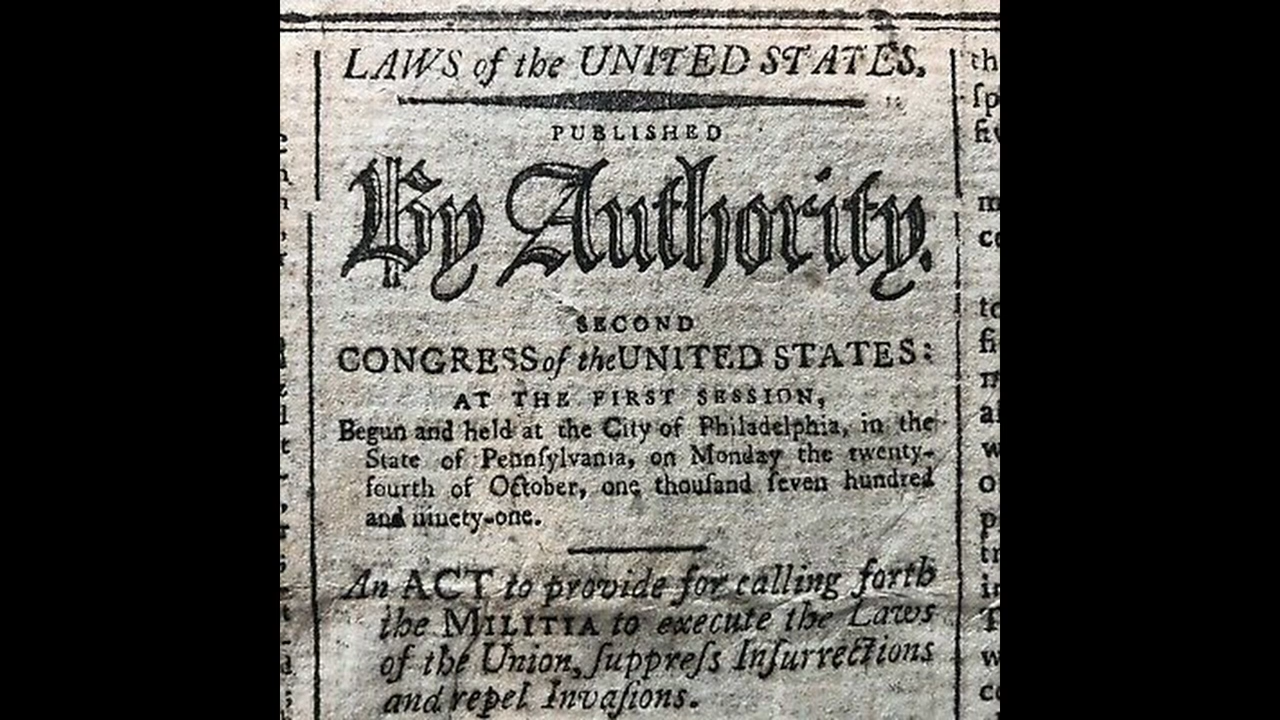 LAWS of the UNITED STATES.
PUBLISHED
By Authority.
SECOND
CONGRESS of the UNITED STATES:
AT THE FIRST SESSION,
Begun and held at the City of Philadelphia, in the
State of Pennſylvania, on Monday the twenty-
fourth of October, one thouſand ſeven hundred
and ninety-one.
An ACT to provide for calling forth
the MILITIA to execute the Laws
of the Union, ſuppreſs Inſurrections
and repel Invaſions.